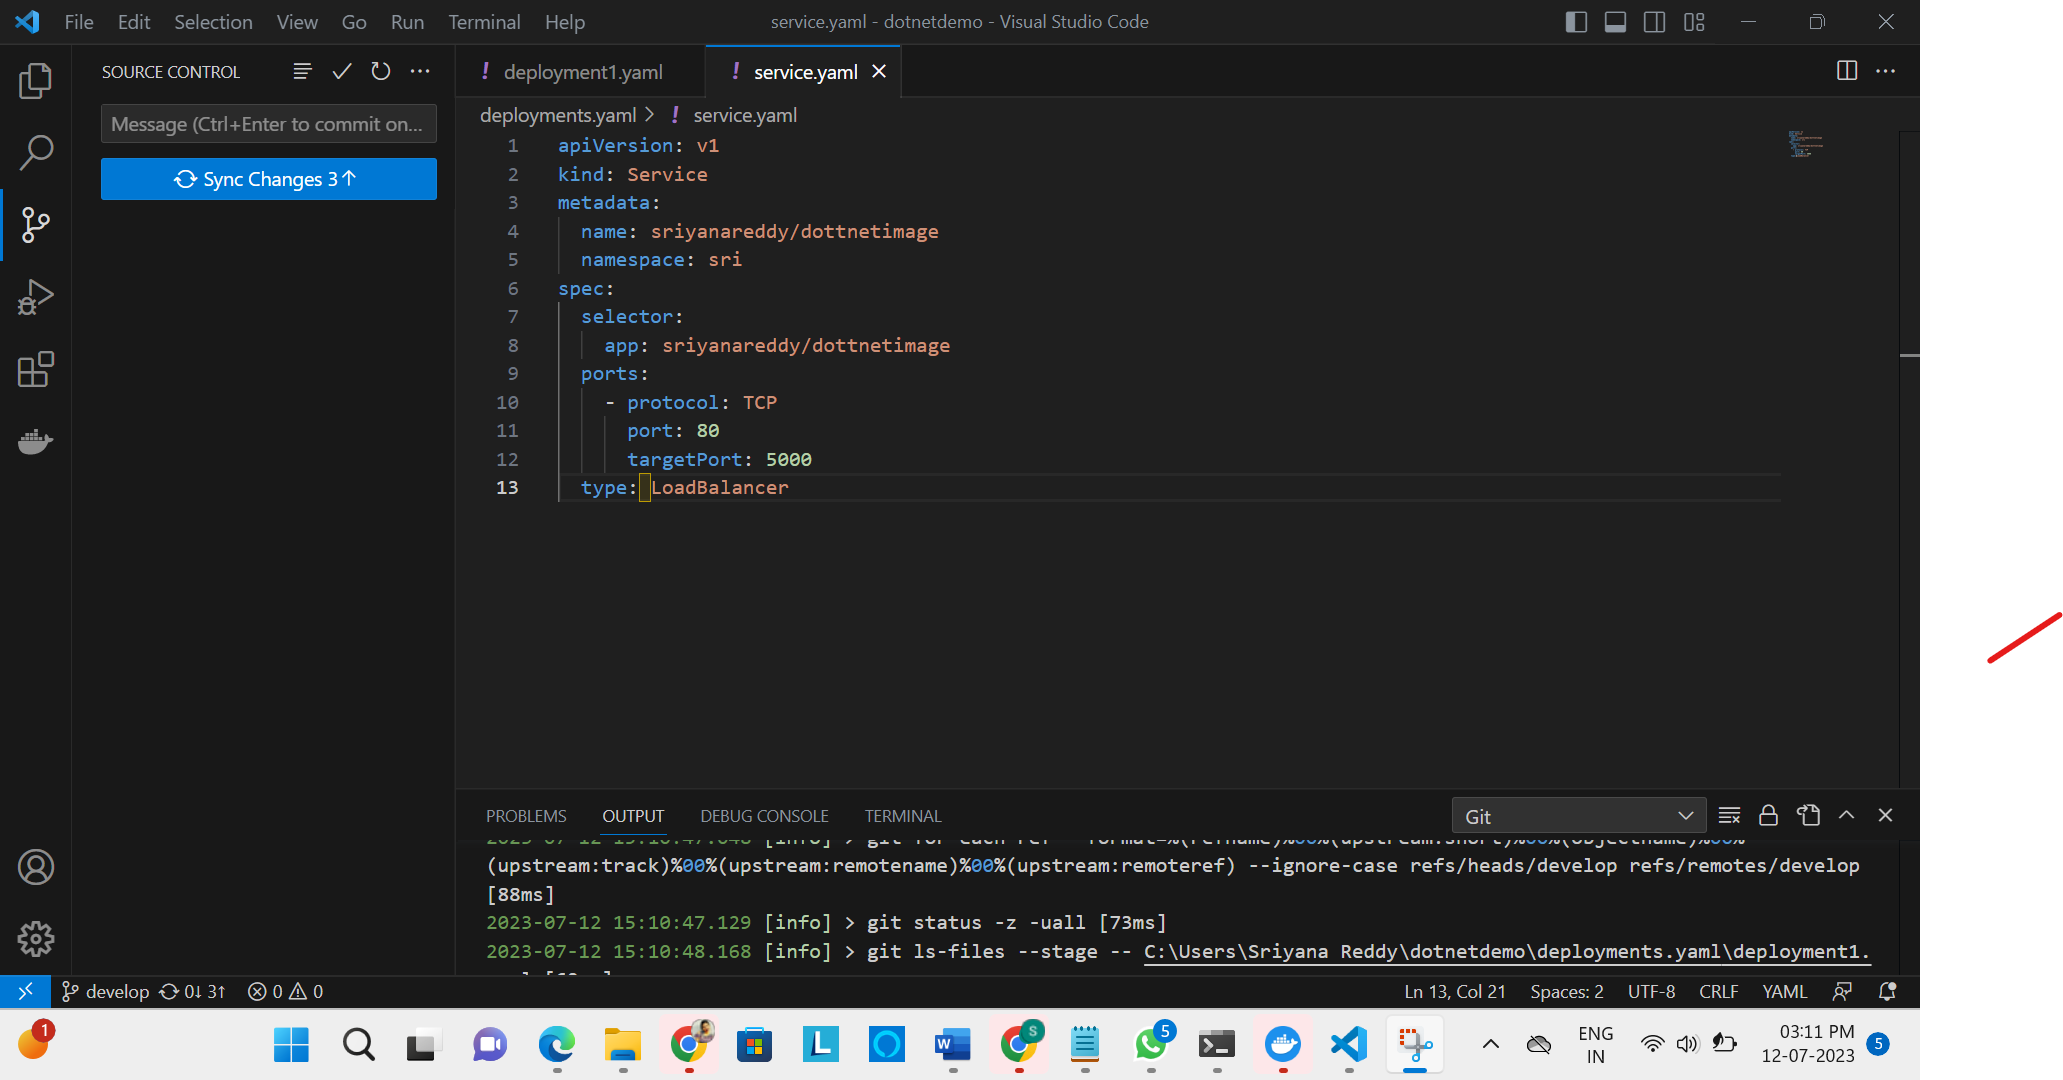 File Edit Selection View Go Run Terminal Help
service.yaml - dotnetdemo - Visual Studio Code
SOURCE CONTROL
Message (Ctrl+Enter to commit on...
Sync Changes 3↑
deployment1.yaml
service.yaml
deployments.yaml > ! service.yaml
1 apiVersion: v1
2 kind: Service
3 metadata:
4 name: sriyanareddy/dottnetimage
5 namespace: sri
6 spec:
7 selector:
8 app: sriyanareddy/dottnetimage
9 ports:
10 - protocol: TCP
11 port: 80
12 targetPort: 5000
13 type: LoadBalancer
PROBLEMS OUTPUT DEBUG CONSOLE TERMINAL
Git
(upstream:track)%00%(upstream:remotename)%00%(upstream:remoteref) --ignore-case refs/heads/develop refs/remotes/develop
[88ms]
2023-07-12 15:10:47.129 [info] > git status -z -uall [73ms]
2023-07-12 15:10:48.168 [info] > git ls-files --stage -- C:\Users\Sriyana Reddy\dotnetdemo\deployments.yaml\deployment1.
develop 0↓ 3↑ 0 0
Ln 13, Col 21 Spaces: 2 UTF-8 CRLF YAML
1
L
W
S
5
ENG
IN
03:11 PM
12-07-2023
5